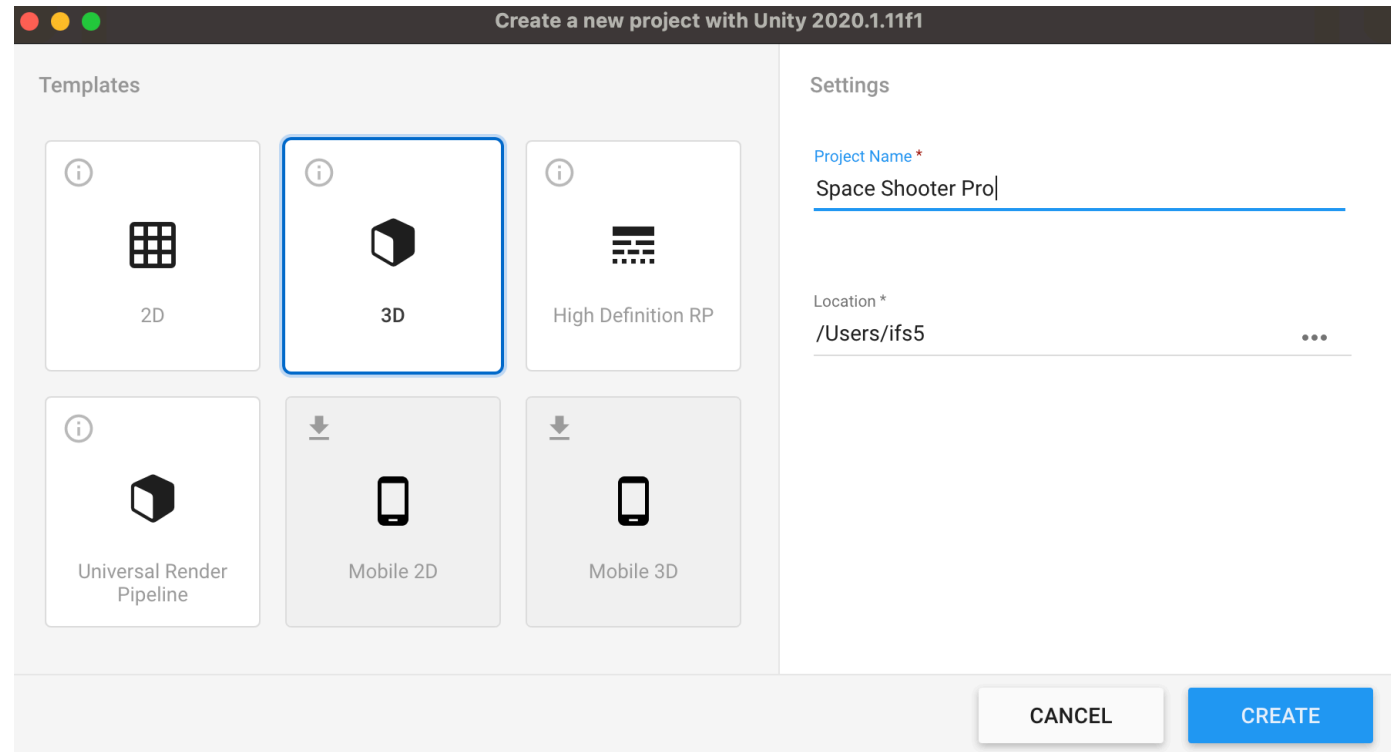 Create a new project with Unity 2020.1.11f1
Templates
2D
3D
High Definition RP
Universal Render
Pipeline
Mobile 2D
Mobile 3D
Settings
Project Name *
Space Shooter Pro
Location *
/Users/ifs5
CANCEL
CREATE